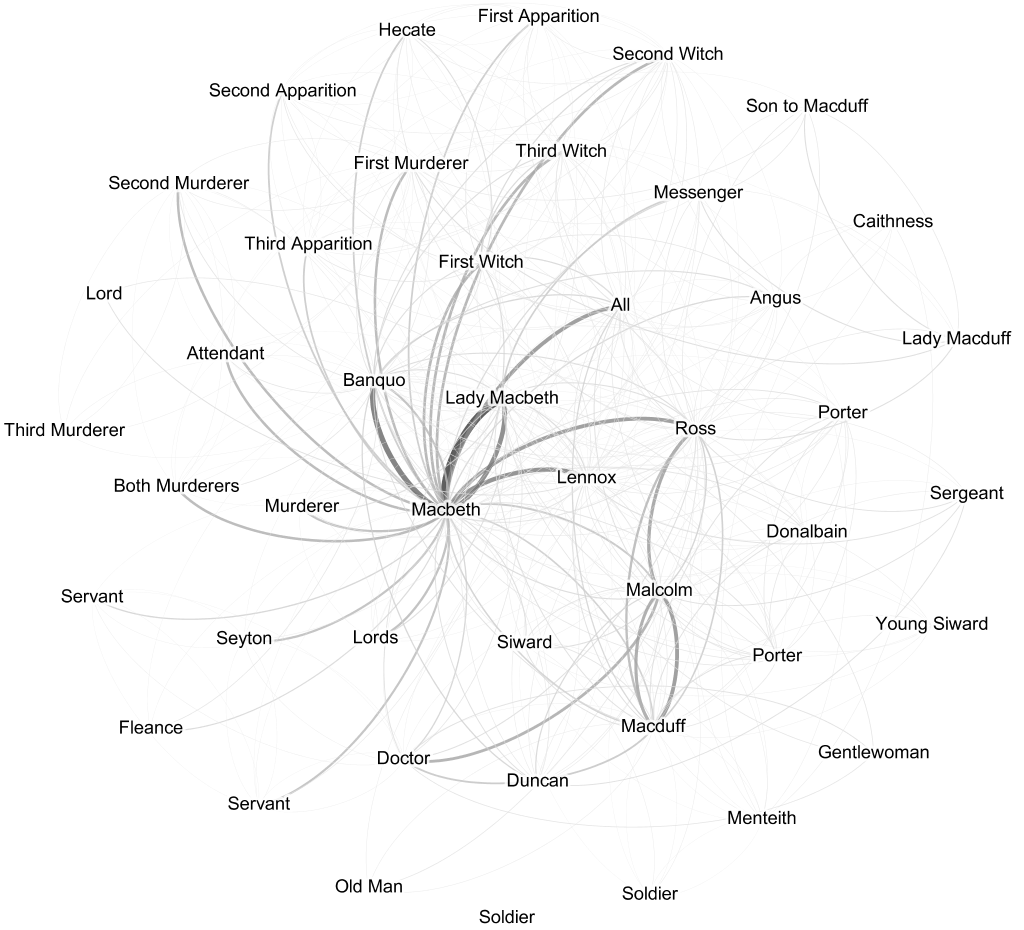 First Apparition
Hecate
Second Witch
Second Apparition
Son to Macduff
Third Witch
First Murderer
Second Murderer
Messenger
Caithness
Third Apparition
First Witch
Lord
Angus
All
Lady Macduff
Attendant
Banquo
Lady Macbeth
Porter
Third Murderer
Ross
Lennox
Both Murderers
Sergeant
Murderer
Macbeth
Donalbain
Malcolm
Servant
Young Siward
Seyton
Lords
Siward
Porter
Fleance
Macduff
Gentlewoman
Doctor
Duncan
Servant
Menteith
Old Man
Soldier
Soldier